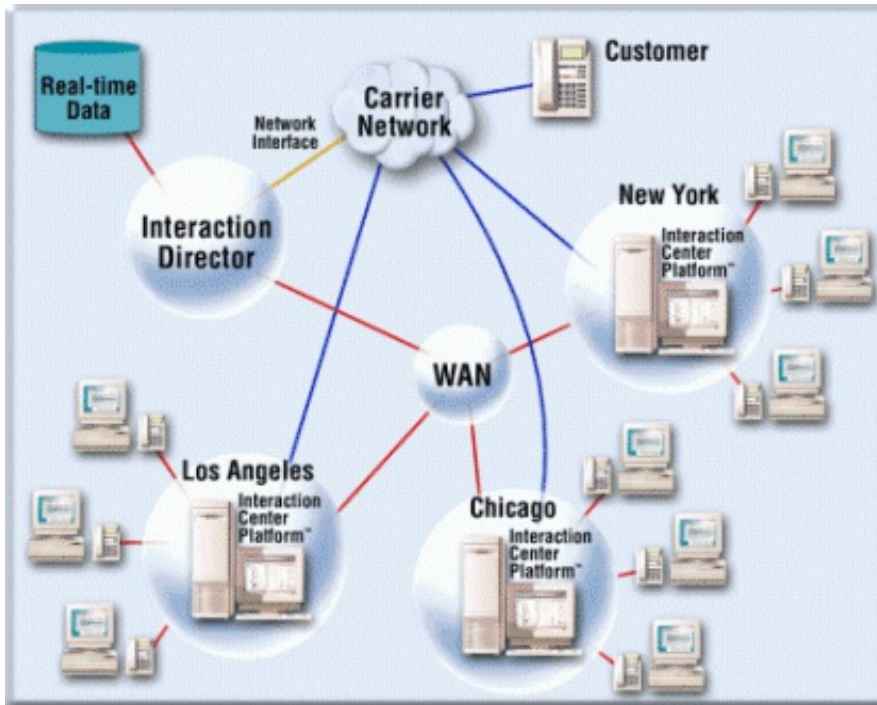 Real-time
Data
Network
Interface
Carrier
Network
Customer
Interaction
Director
New York
Interaction
Center
Platform™
WAN
Los Angeles
Interaction
Center
Platform™
Chicago
Interaction
Center
Platform™